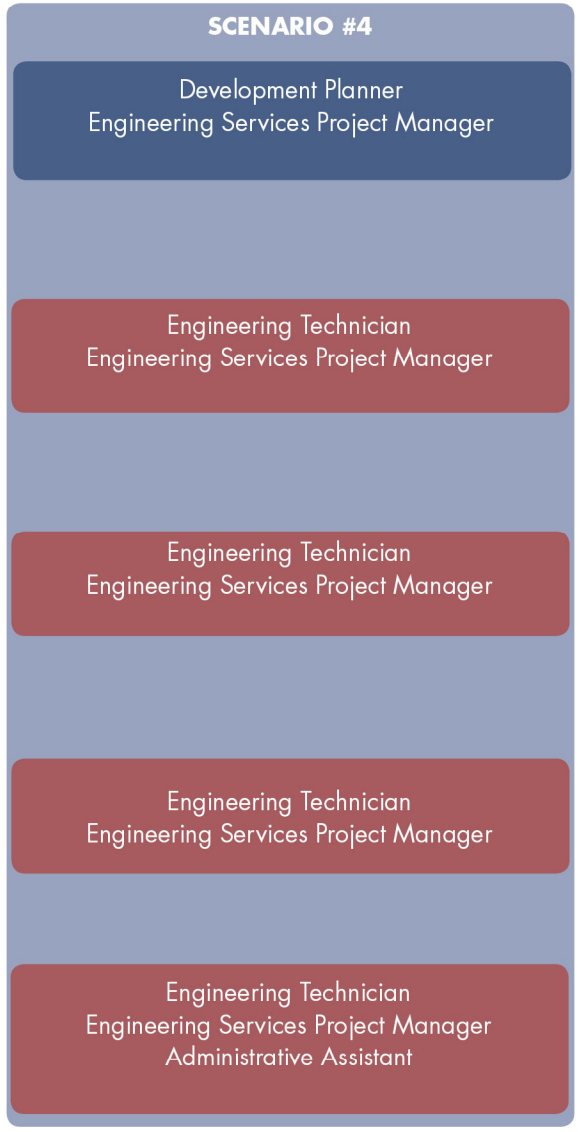 SCENARIO #4
Development Planner
Engineering Services Project Manager
Engineering Technician
Engineering Services Project Manager
Engineering Technician
Engineering Services Project Manager
Engineering Technician
Engineering Services Project Manager
Engineering Technician
Engineering Services Project Manager
Administrative Assistant